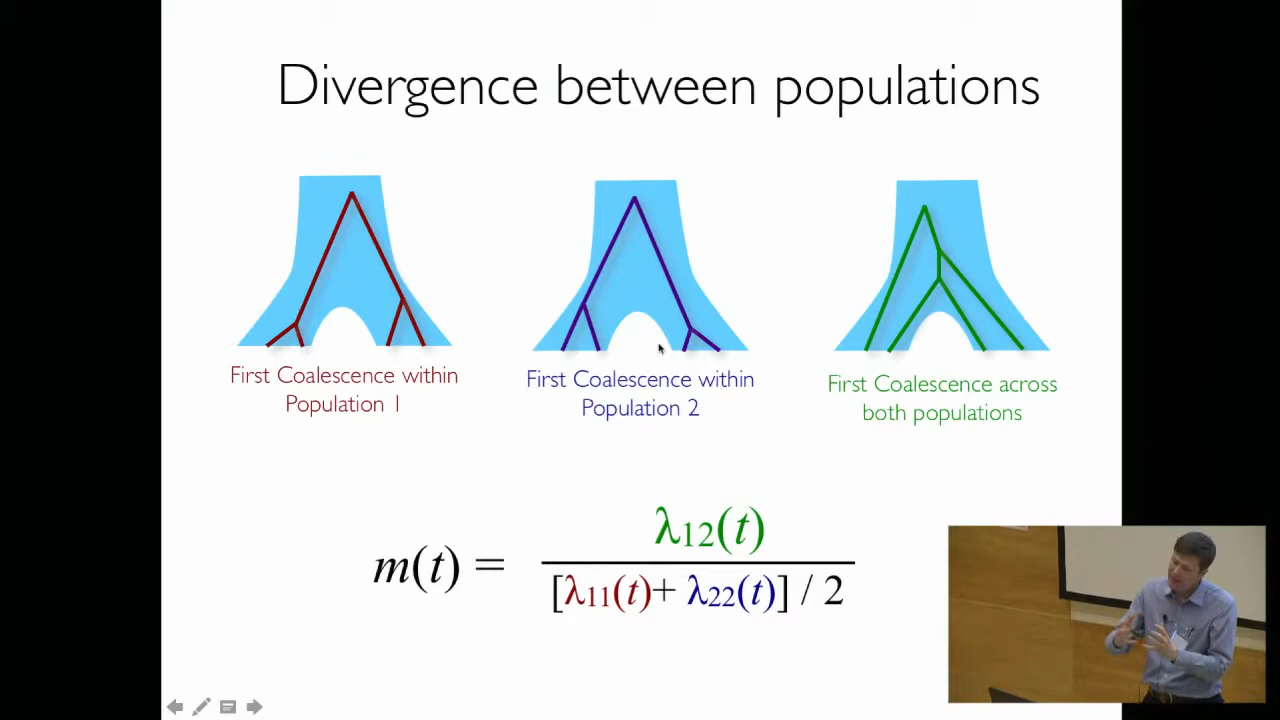 Divergence between populations
First Coalescence within
Population 1
First Coalescence within
Population 2
First Coalescence across
both populations
m(t) = λ12(t)
[λ11(t)+ λ22(t)] / 2